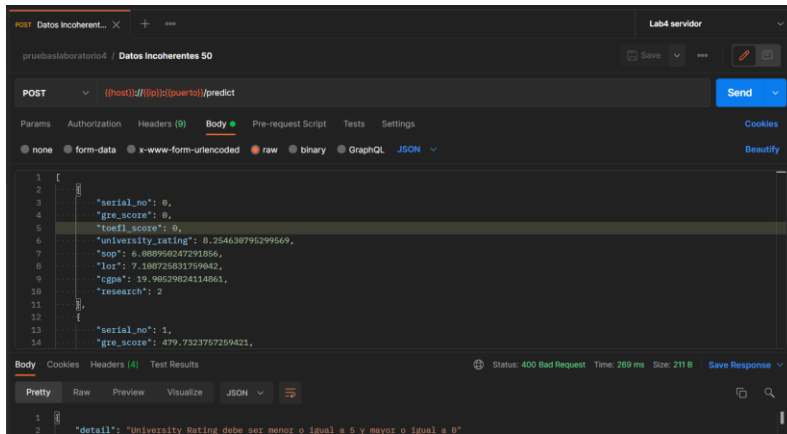 POST Datos Incoherent...
Lab4 servidor
pruebaslaboratorio4 / Datos Incoherentes 50
Save
POST {{host}}://{{ip}}:{{puerto}}/predict
Send
Params Authorization Headers (9) Body Pre-request Script Tests Settings
Cookies
none form-data x-www-form-urlencoded raw binary GraphQL JSON
Beautify
1 [
2 {
3 "serial_no": 0,
4 "gre_score": 0,
5 "toefl_score": 0,
6 "university_rating": 8.254630795299569,
7 "sop": 6.088950247291856,
8 "lor": 7.108725831759042,
9 "cgpa": 19.90529824114861,
10 "research": 2
11 },
12 {
13 "serial_no": 1,
14 "gre_score": 479.7323757259421,
Body Cookies Headers (4) Test Results
Status: 400 Bad Request Time: 269 ms Size: 211 B Save Response
Pretty Raw Preview Visualize JSON
1 {
2 "detail": "University Rating debe ser menor o igual a 5 y mayor o igual a 0"